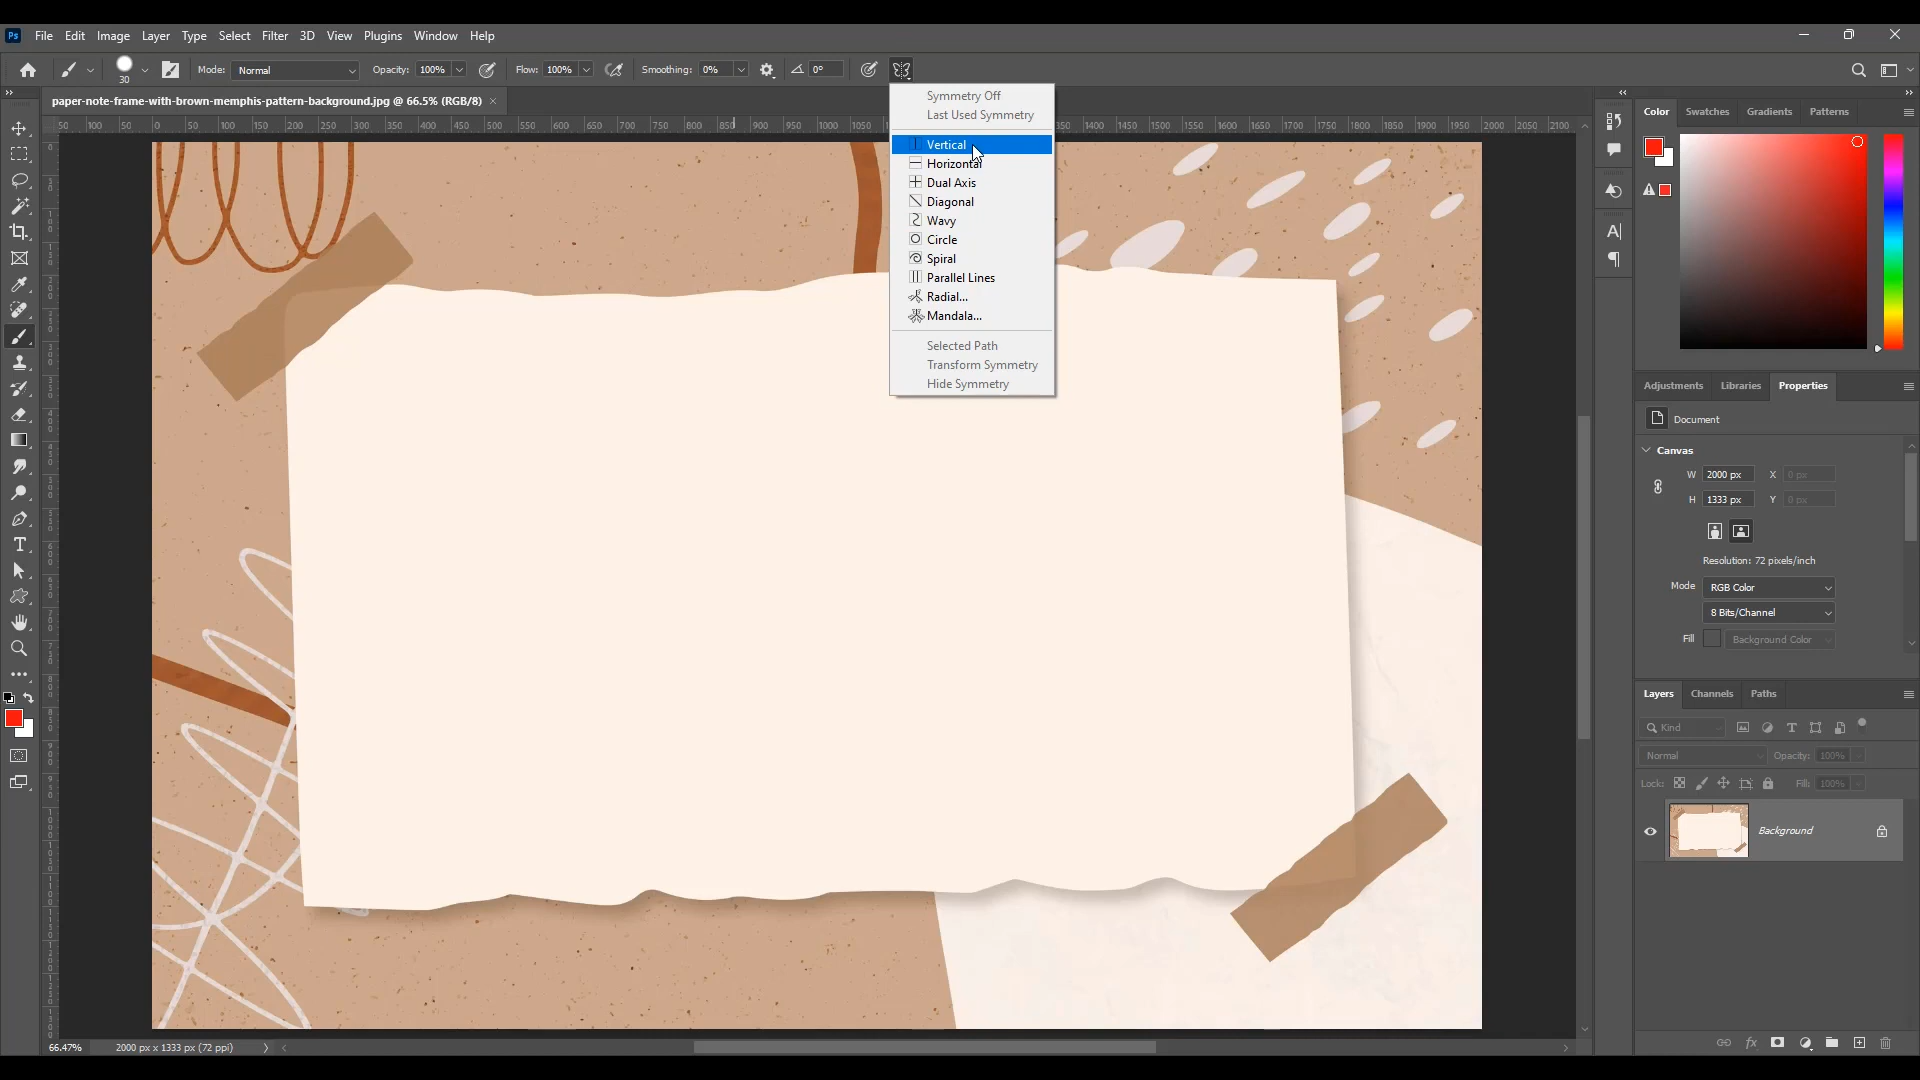 Ps File Edit Image Layer Type Select Filter 3D View Plugins Window Help
30 Mode: Normal Opacity: 100% Flow: 100% Smoothing: 0% 0°
paper-note-frame-with-brown-memphis-pattern-background.jpg @ 66.5% (RGB/8)
Symmetry Off
Last Used Symmetry
Vertical
Horizontal
Dual Axis
Diagonal
Wavy
Circle
Spiral
Parallel Lines
Radial...
Mandala...
Selected Path
Transform Symmetry
Hide Symmetry
50 100 50 0 50 100 150 200 250 300 350 400 450 500 550 600 650 700 750 800 850 900 950 1000 1050 1400 1450 1500 1550 1600 1650 1700 1750 1800 1850 1900 1950 2000 2050 2100
Color Swatches Gradients Patterns
Adjustments Libraries Properties
Document
Canvas
W 2000 px X 0 px
H 1333 px Y 0 px
Resolution: 72 pixels/inch
Mode RGB Color
8 Bits/Channel
Fill Background Color
Layers Channels Paths
Kind
Normal Opacity: 100%
Lock: Fill: 100%
Background
66.47% 2000 px x 1333 px (72 ppi)